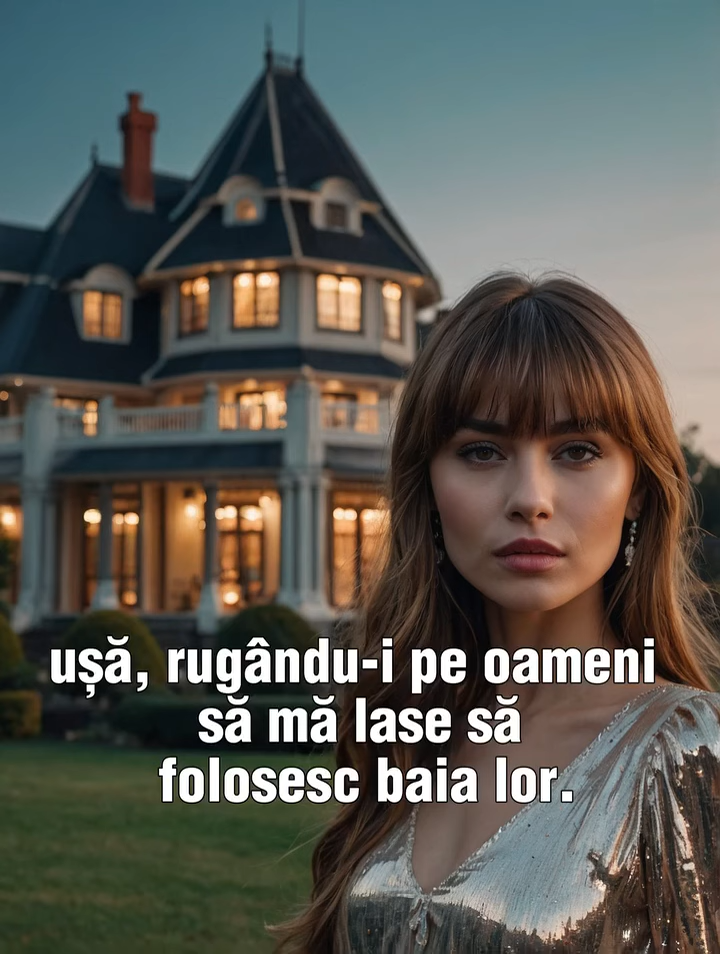 ușă, rugându-i pe oameni
să mă lase să
folosesc baia lor.